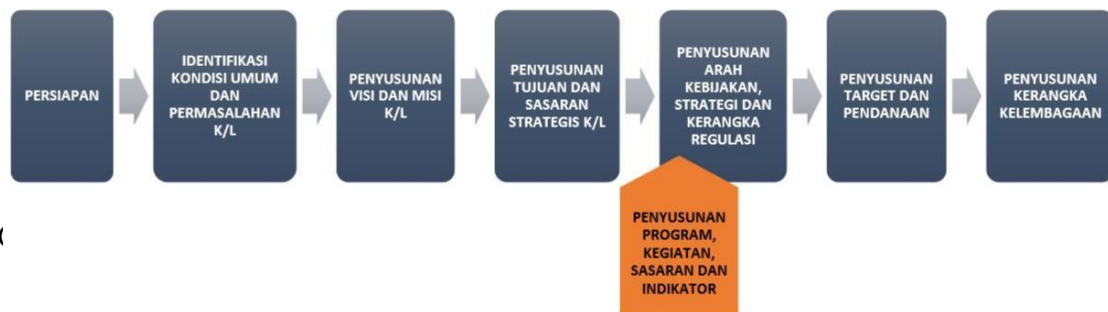 PERSIAPAN
IDENTIFIKASI
KONDISI UMUM
DAN
PERMASALAHAN
K/L
PENYUSUNAN
VISI DAN MISI
K/L
PENYUSUNAN
TUJUAN DAN
SASARAN
STRATEGIS K/L
PENYUSUNAN
ARAH
KEBIJAKAN,
STRATEGI DAN
KERANGKA
REGULASI
PENYUSUNAN
TARGET DAN
PENDANAAN
PENYUSUNAN
KERANGKA
KELEMBAGAAN
PENYUSUNAN
PROGRAM,
KEGIATAN,
SASARAN DAN
INDIKATOR